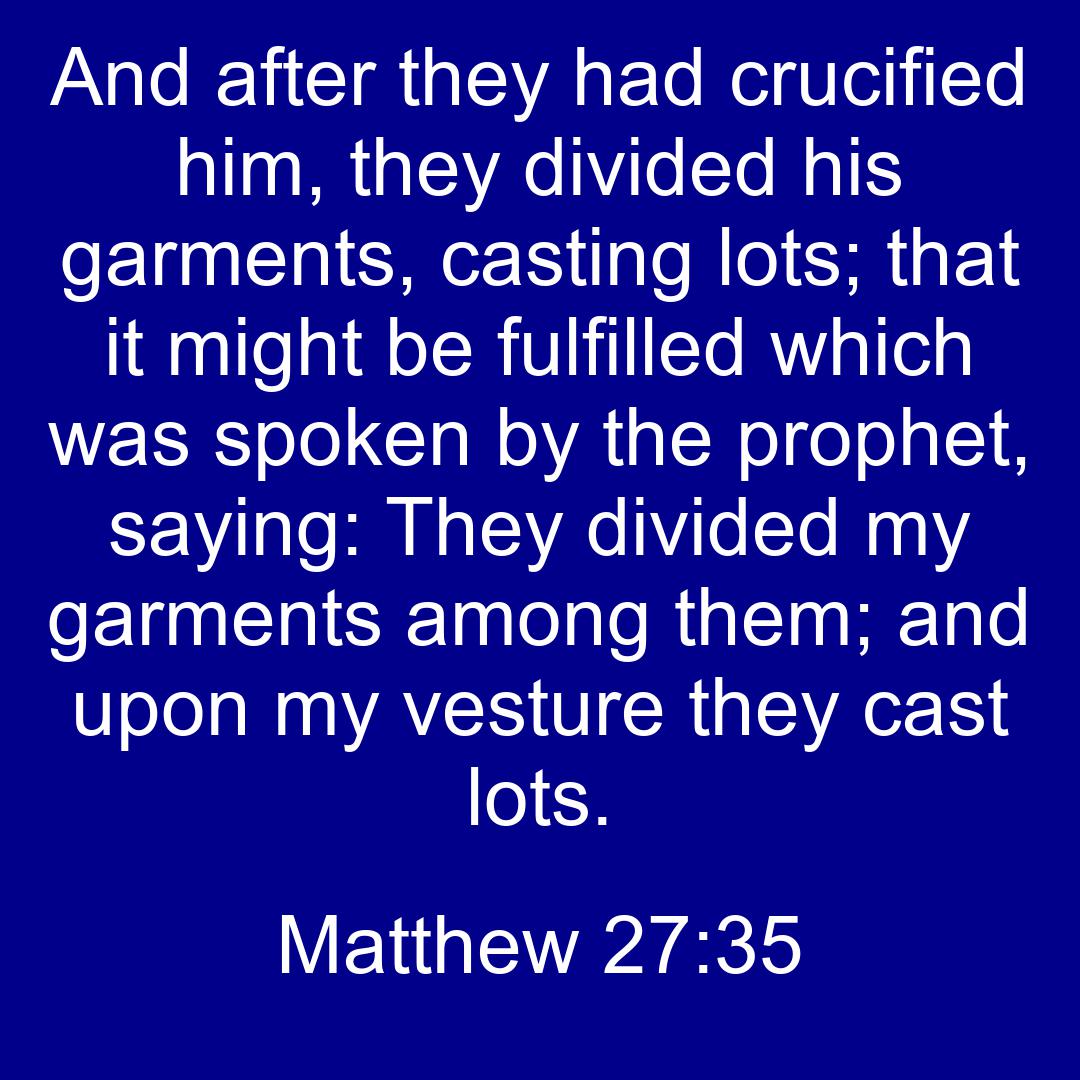 And after they had crucified
him, they divided his
garments, casting lots; that
it might be fulfilled which
was spoken by the prophet,
saying: They divided my
garments among them; and
upon my vesture they cast
lots.
Matthew 27:35